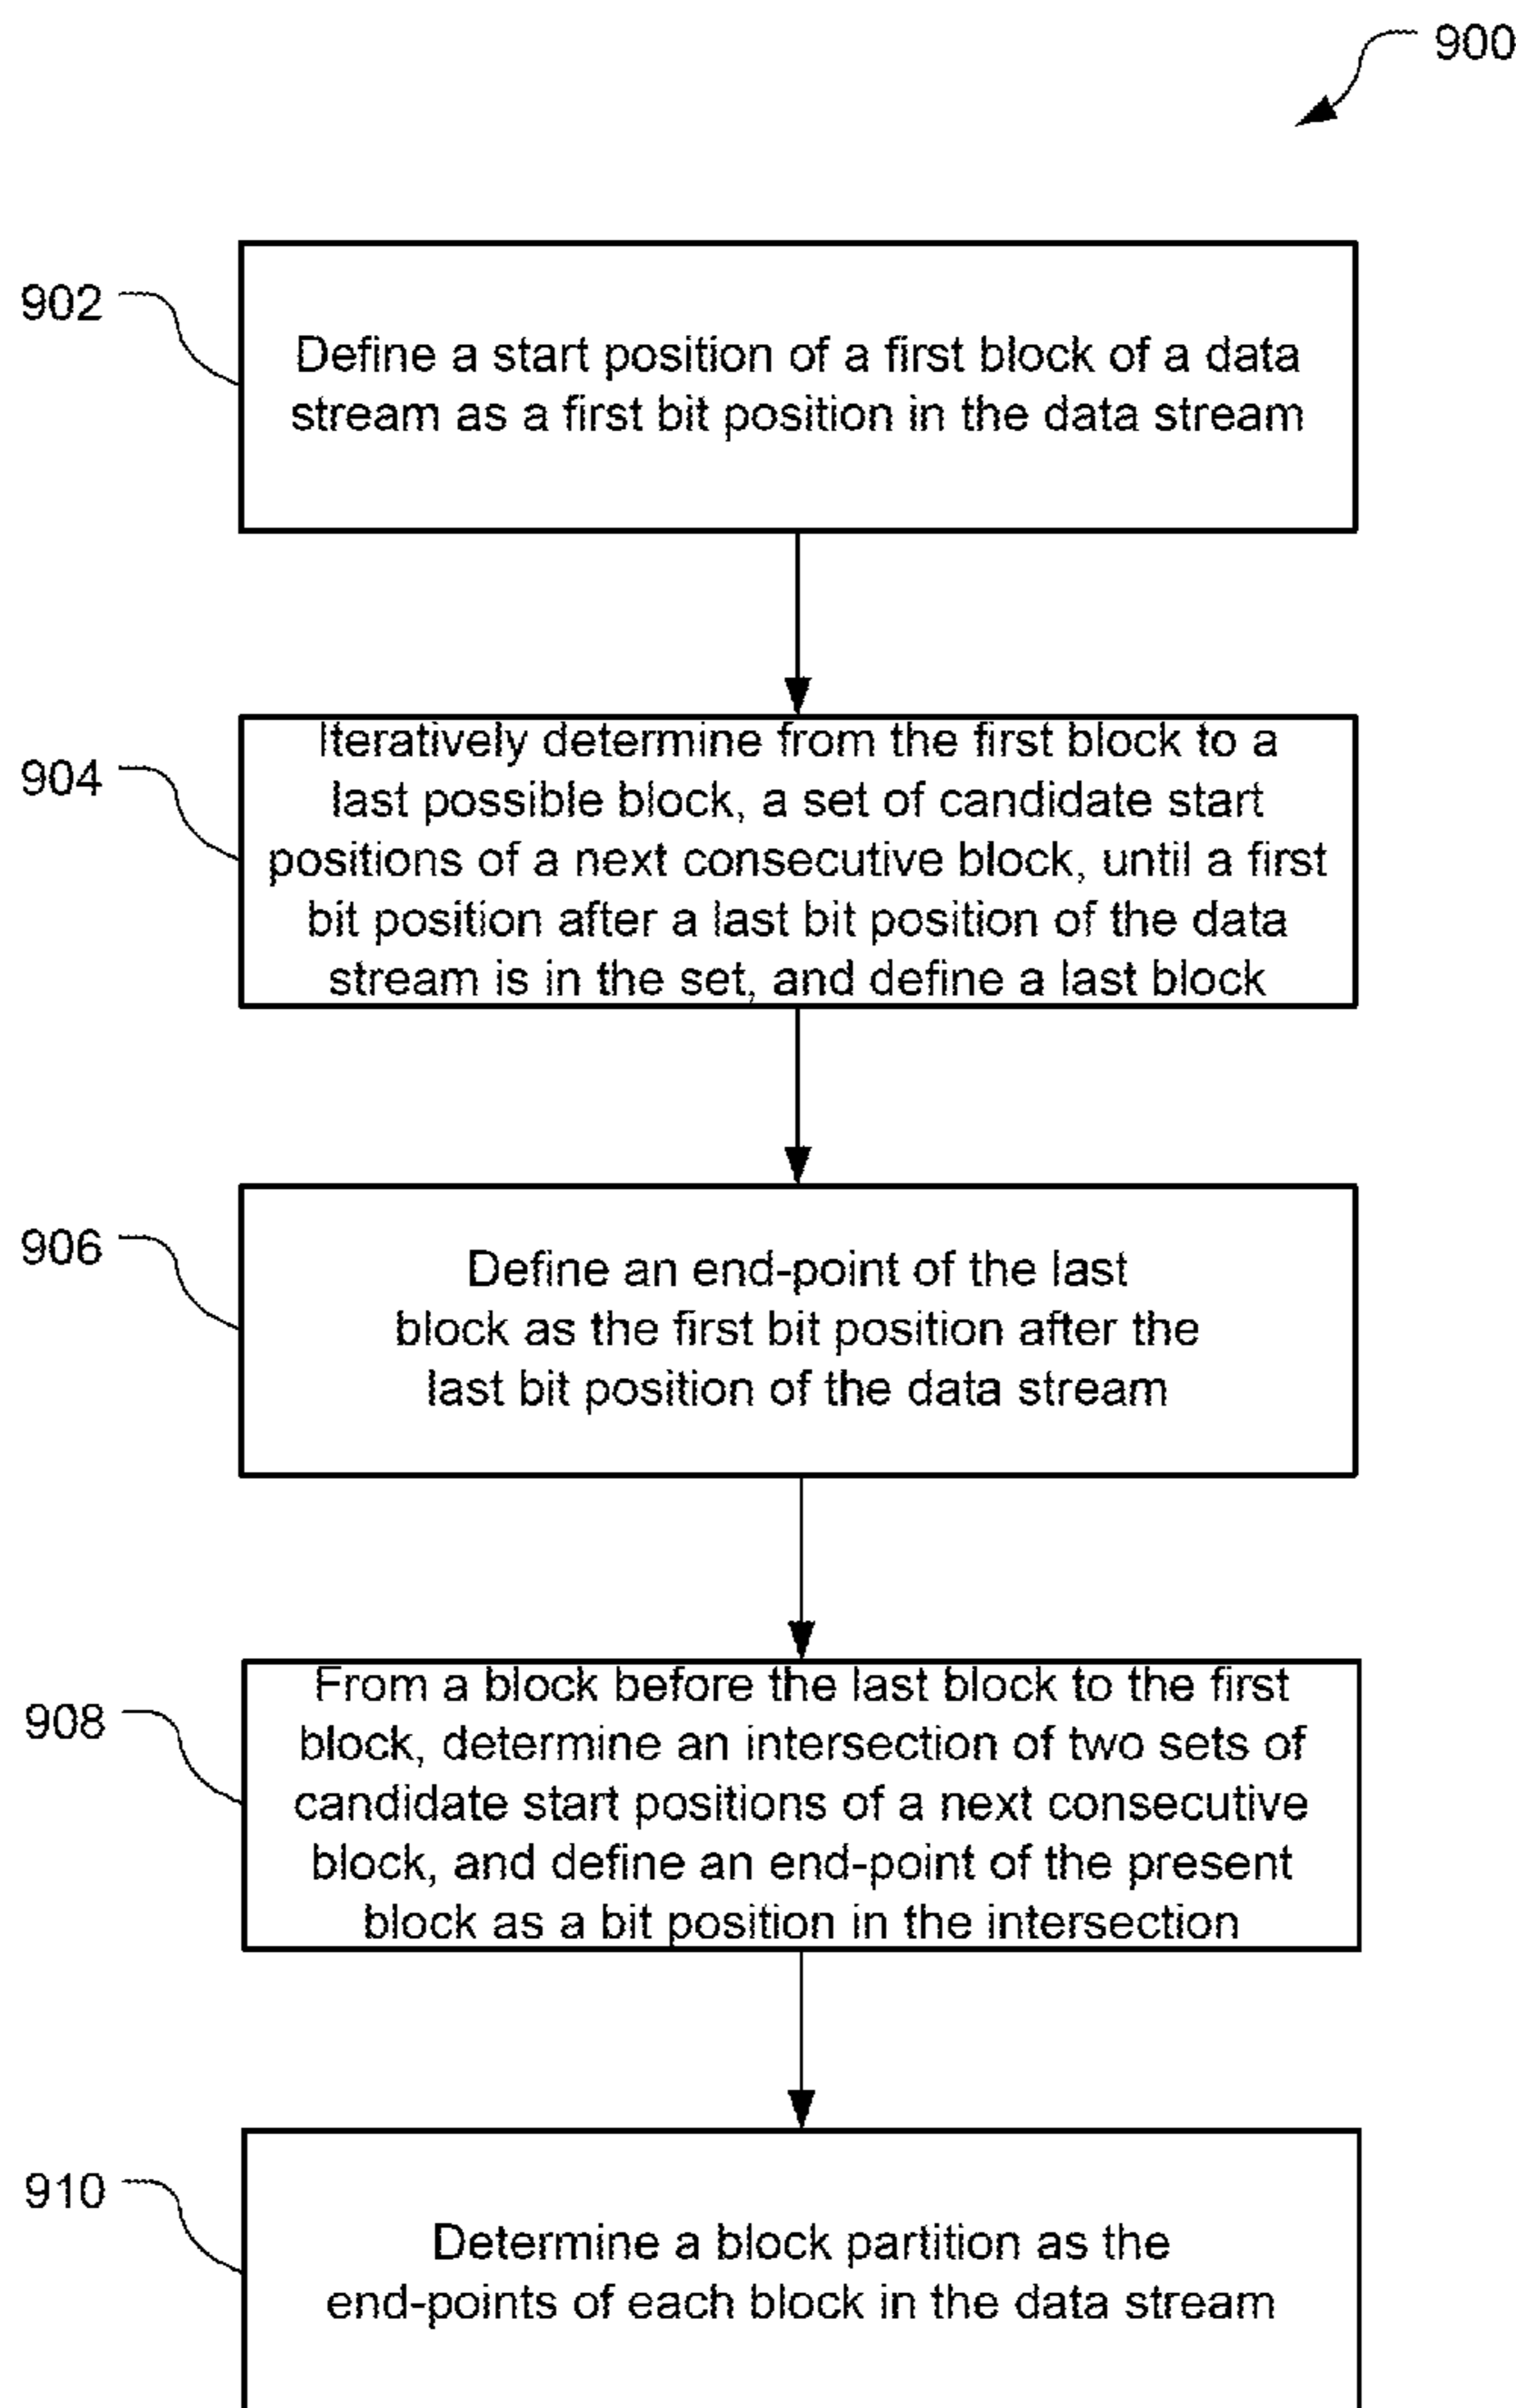 900
902
Define a start position of a first block of a data
stream as a first bit position in the data stream
904
Iteratively determine from the first block to a
last possible block, a set of candidate start
positions of a next consecutive block, until a first
bit position after a last bit position of the data
stream is in the set, and define a last block
906
Define an end-point of the last
block as the first bit position after the
last bit position of the data stream
908
From a block before the last block to the first
block, determine an intersection of two sets of
candidate start positions of a next consecutive
block, and define an end-point of the present
block as a bit position in the intersection
910
Determine a block partition as the
end-points of each block in the data stream